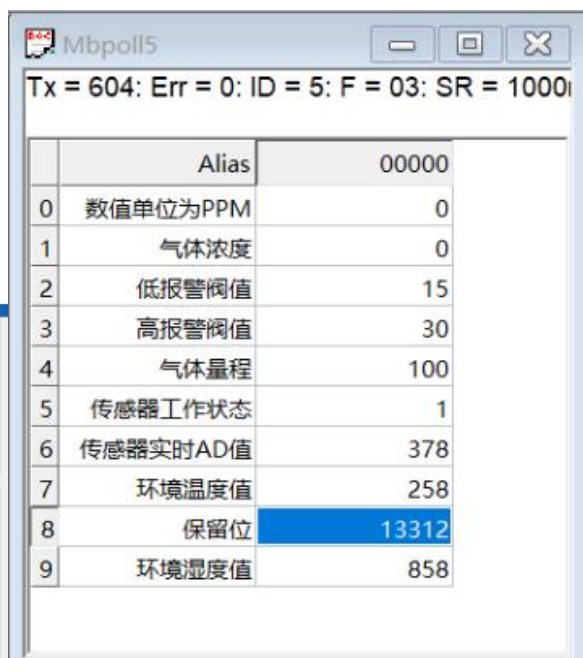 Mbpoll5
Tx = 604: Err = 0: ID = 5: F = 03: SR = 1000
Alias 00000
0 数值单位为PPM 0
1 气体浓度 0
2 低报警阀值 15
3 高报警阀值 30
4 气体量程 100
5 传感器工作状态 1
6 传感器实时AD值 378
7 环境温度值 258
8 保留位 13312
9 环境湿度值 858